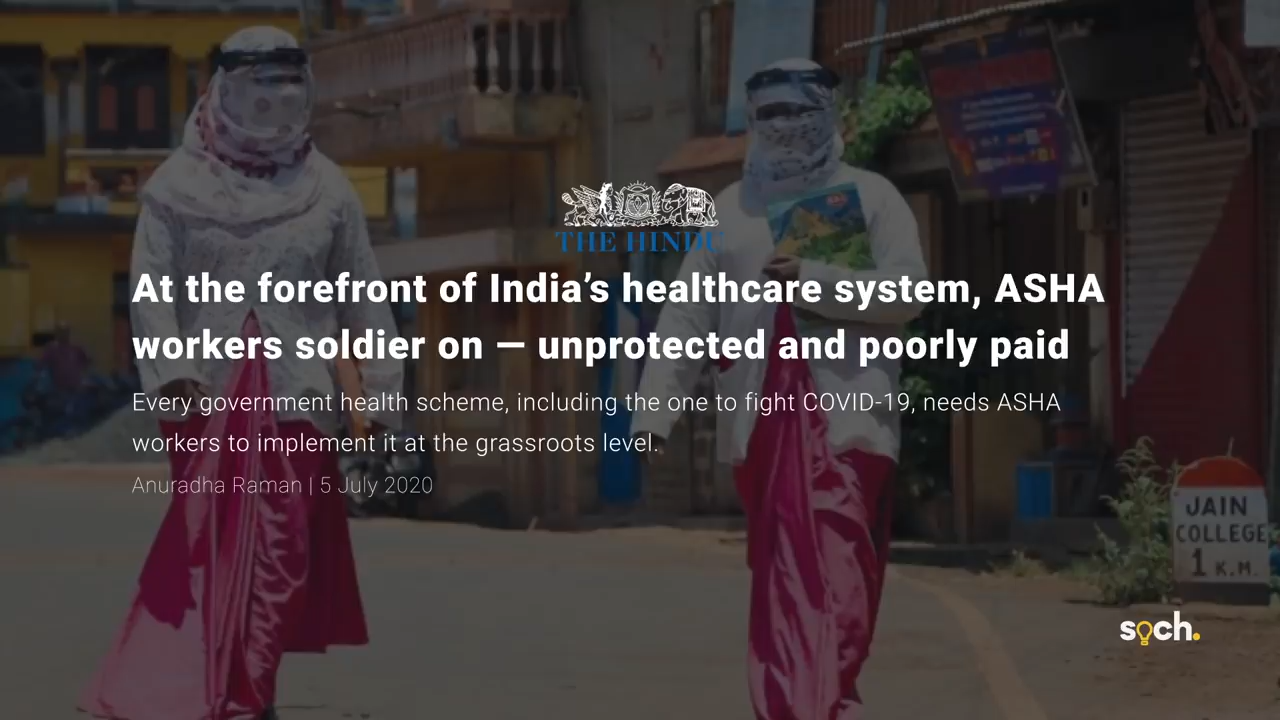 THE HINDU
At the forefront of India’s healthcare system, ASHA
workers soldier on — unprotected and poorly paid
Every government health scheme, including the one to fight COVID-19, needs ASHA
workers to implement it at the grassroots level.
Anuradha Raman | 5 July 2020
JAIN
COLLEGE
1 K.M.
soch.